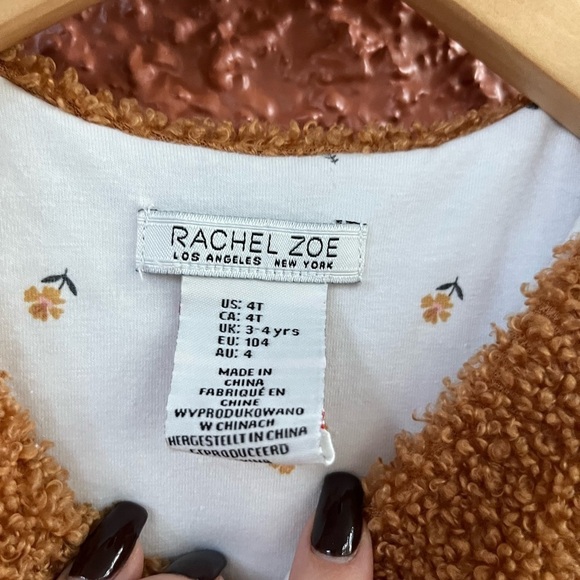 RACHEL ZOE
LOS ANGELES NEW YORK
US: 4T
CA: 4T
UK: 3-4 yrs
EU: 104
AU: 4
MADE IN
CHINA
FABRIQUÉ EN
CHINE
WYPRODUKOWANO
W CHINACH
HERGESTELLT IN CHINA